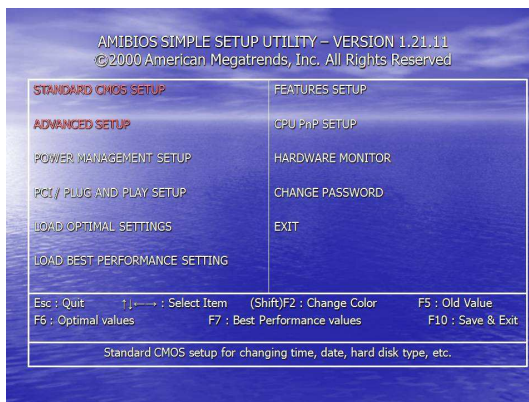 AMIBIOS SIMPLE SETUP UTILITY – VERSION 1.21.11
©2000 American Megatrends, Inc. All Rights Reserved
STANDARD CMOS SETUP
ADVANCED SETUP
POWER MANAGEMENT SETUP
PCI / PLUG AND PLAY SETUP
LOAD OPTIMAL SETTINGS
LOAD BEST PERFORMANCE SETTING
FEATURES SETUP
CPU PnP SETUP
HARDWARE MONITOR
CHANGE PASSWORD
EXIT
Esc : Quit ↑↓←→ : Select Item (Shift)F2 : Change Color F5 : Old Value
F6 : Optimal values F7 : Best Performance values F10 : Save & Exit
Standard CMOS setup for changing time, date, hard disk type, etc.